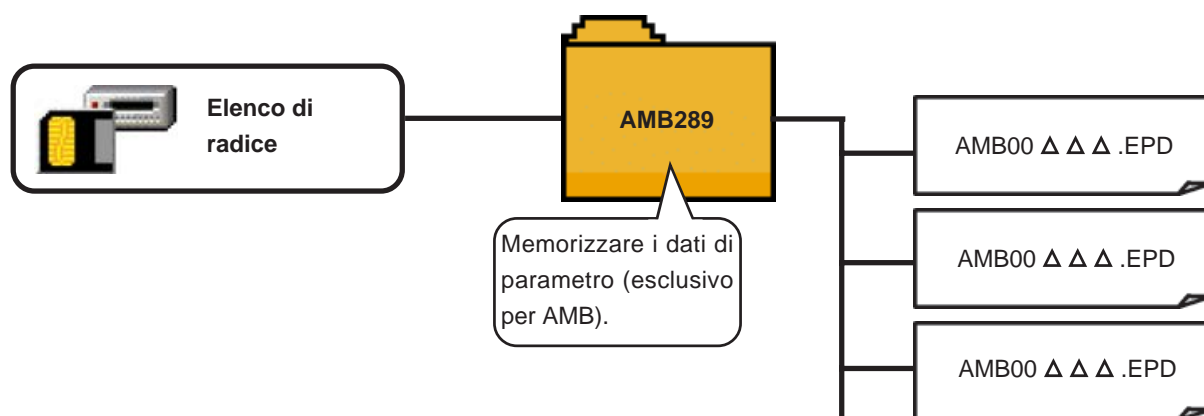 Elenco di
radice
AMB289
Memorizzare i dati di
parametro (esclusivo
per AMB).
AMB00 Δ Δ Δ .EPD
AMB00 Δ Δ Δ .EPD
AMB00 Δ Δ Δ .EPD